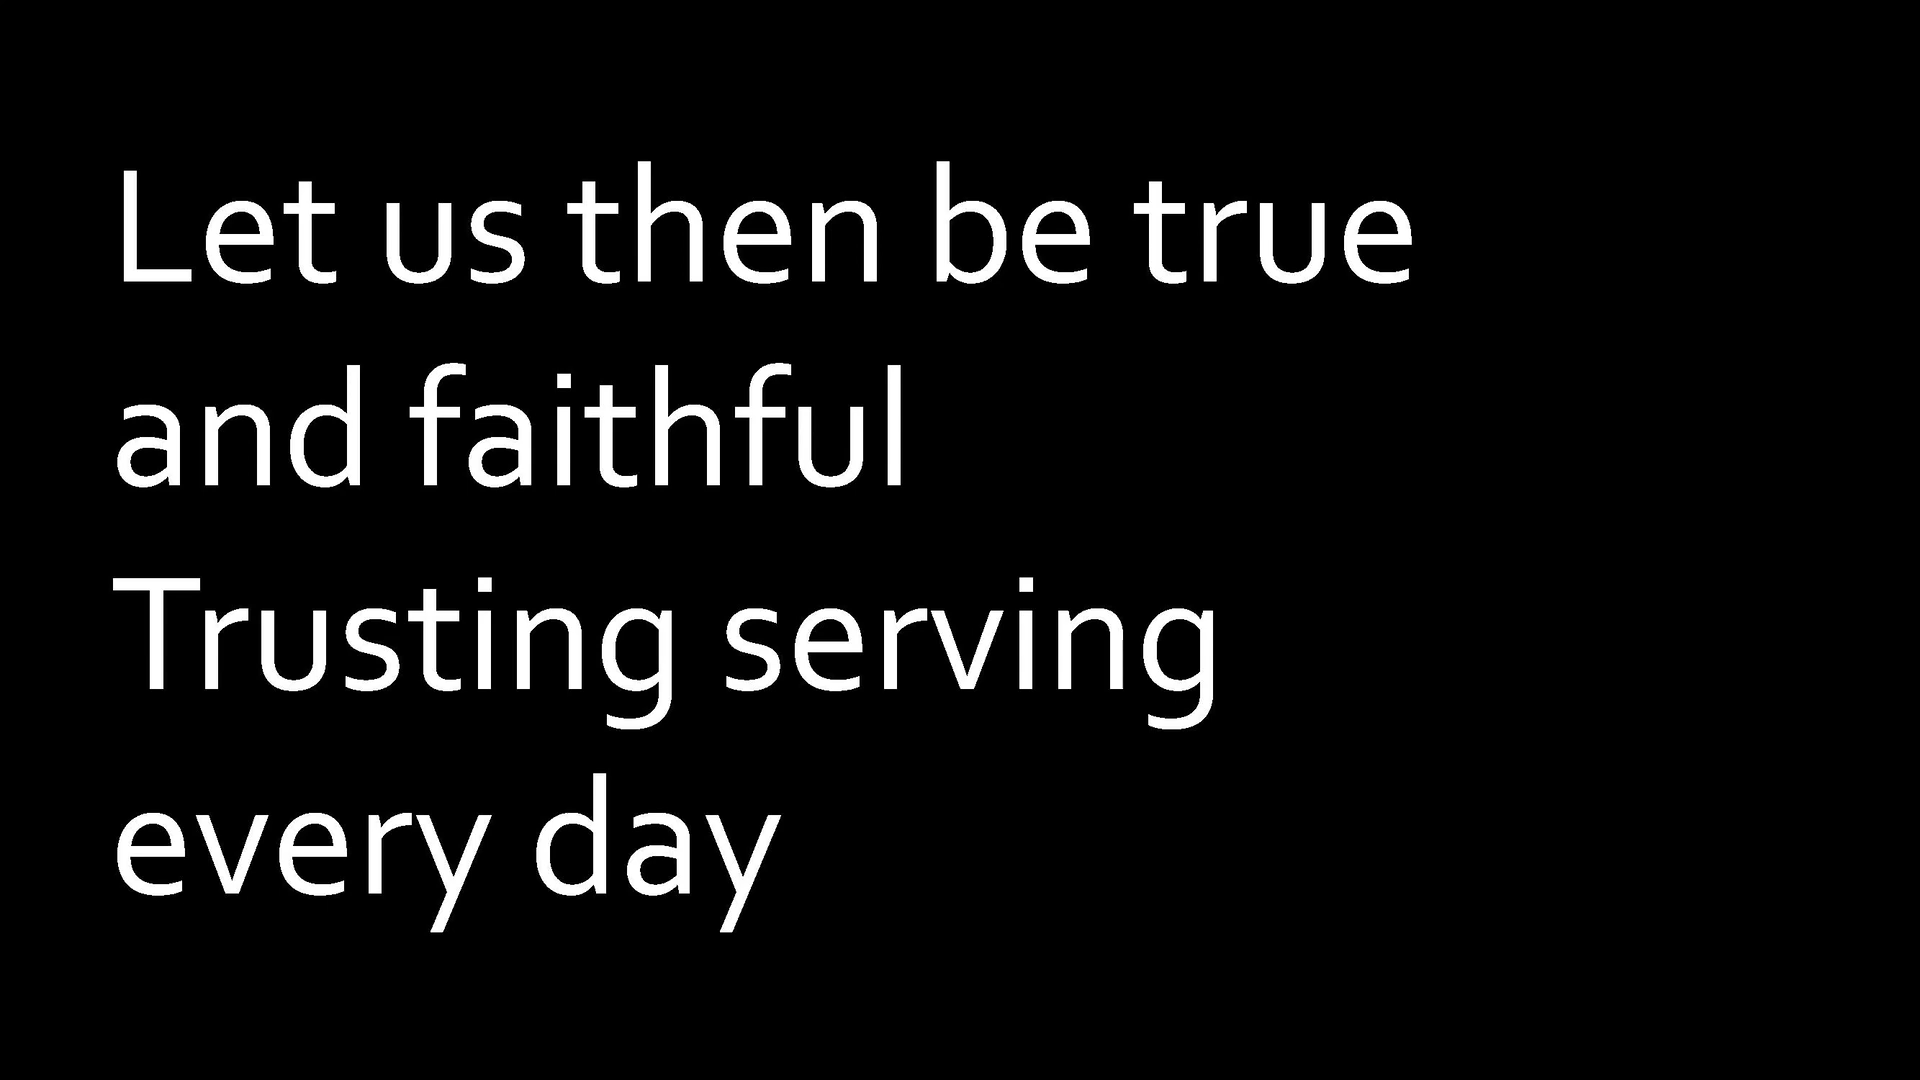 Let us then be true
and faithful
Trusting serving
every day